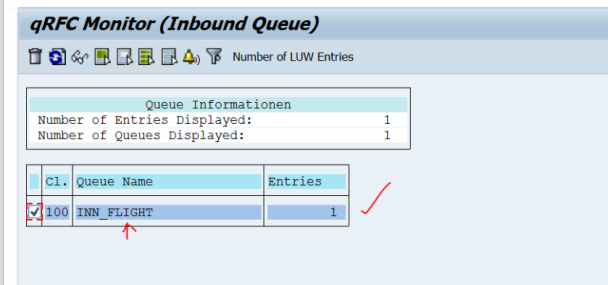 qRFC Monitor (Inbound Queue)
Number of LUW Entries
Queue Informationen
Number of Entries Displayed: 1
Number of Queues Displayed: 1
Cl. Queue Name Entries
100 INN_FLIGHT 1